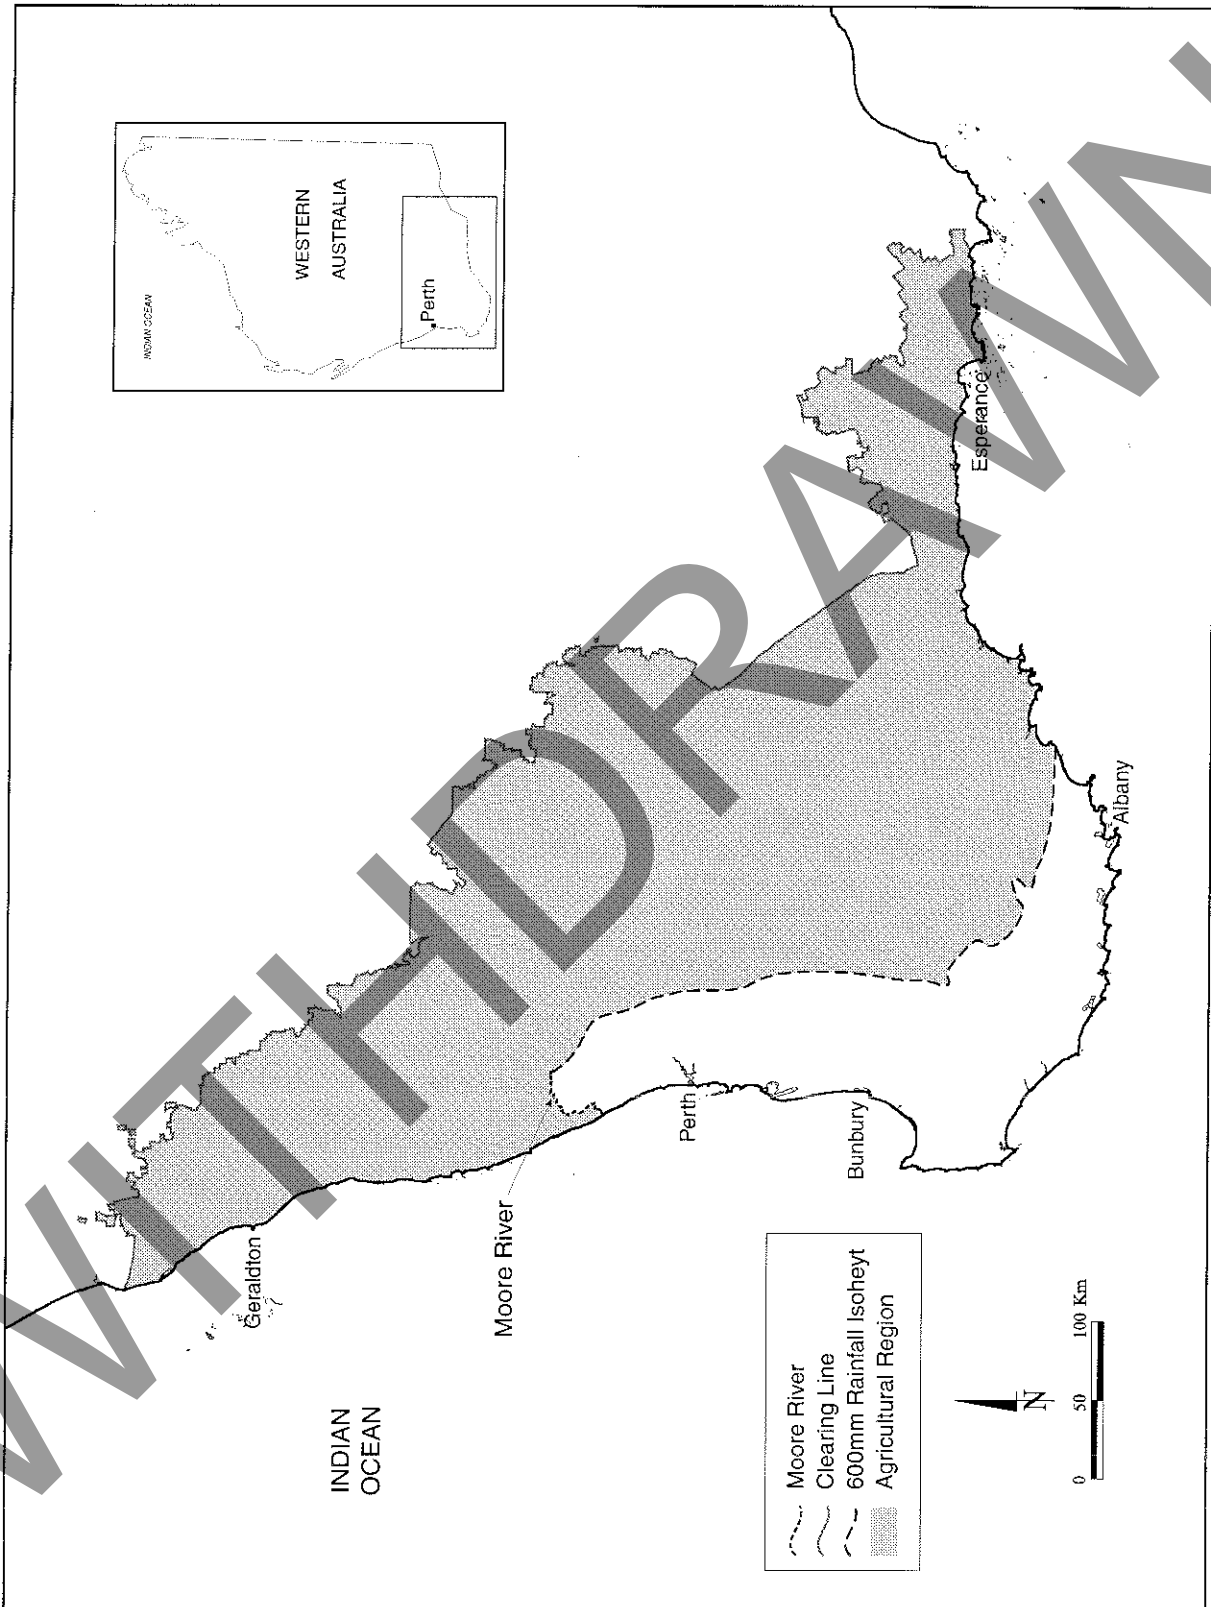 INDIAN OCEAN
WESTERN
AUSTRALIA
Perth
Geraldton
Moore River
INDIAN
OCEAN
Perth
Bunbury
Albany
Esperance
Moore River
Clearing Line
600mm Rainfall Isoheyt
Agricultural Region
N
0 50 100 Km
WITHDRAWN